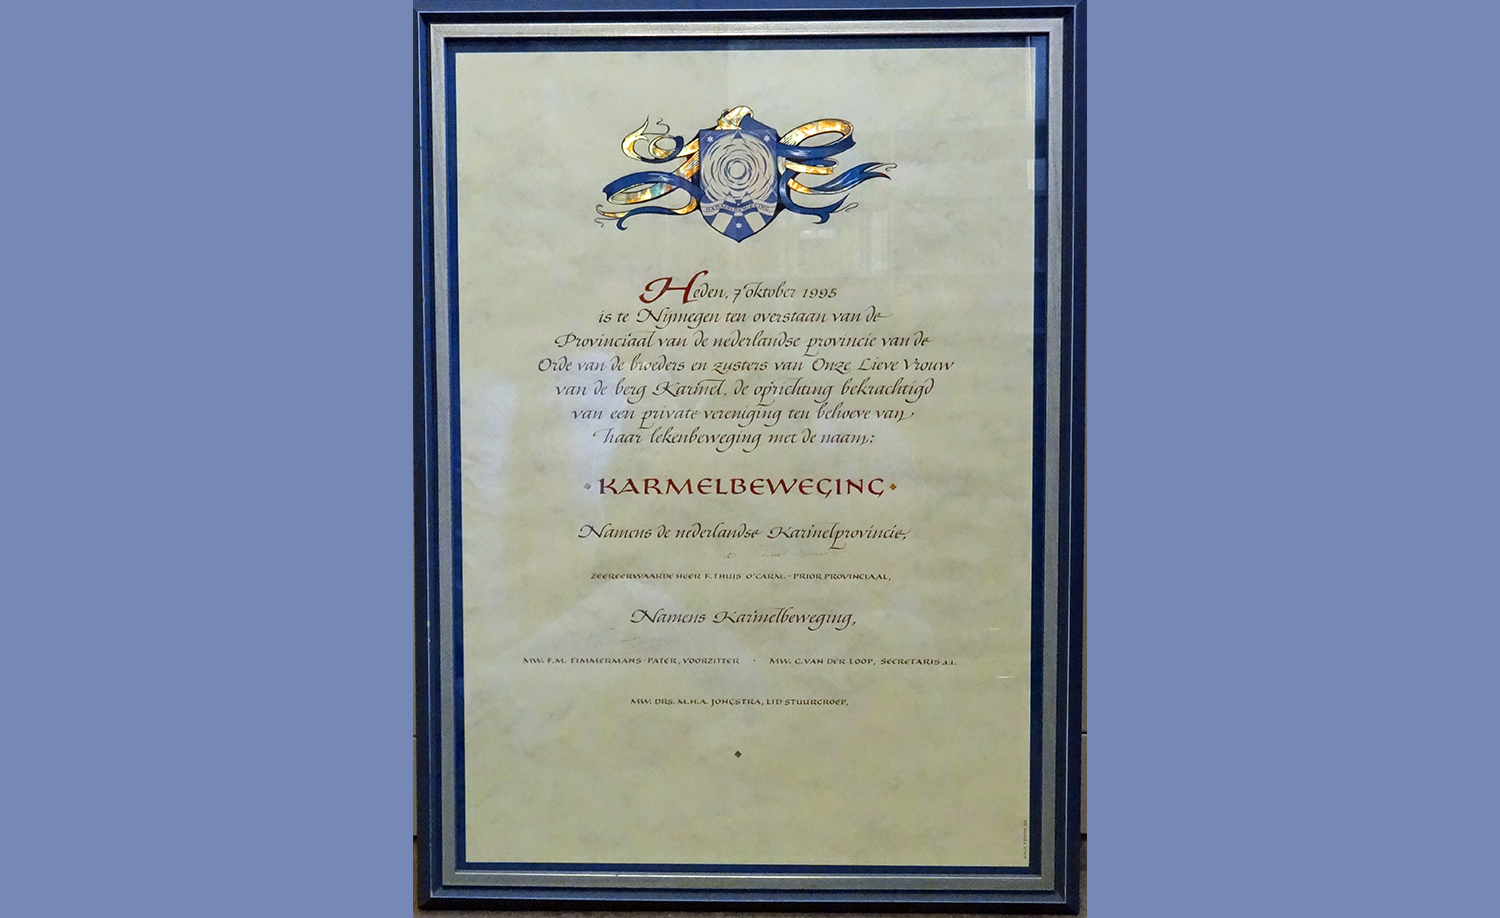 KARMELBEWEGING
Heden, 7 oktober 1995
is te Nijmegen ten overstaan van de
Provinciaal van de nederlandse provincie van de
Orde van de broeders en zusters van Onze Lieve Vrouw
van de berg Karmel, de oprichting bekrachtigd
van een private vereniging ten behoeve van
haar lekenbeweging met de naam:
KARMELBEWEGING
Namens de nederlandse Karmelprovincie,
ZEEREERWAARDE HEER F. THUIS O'CARM. - PRIOR PROVINCIAAL,
Namens Karmelbeweging,
MW. F.M. TIMMERMANS-PATER, VOORZITTER · MW. C. VAN DER LOOP, SECRETARIS a.i.
MW. DRS. M.H.A. JONGSTRA, LID STUURGROEP,